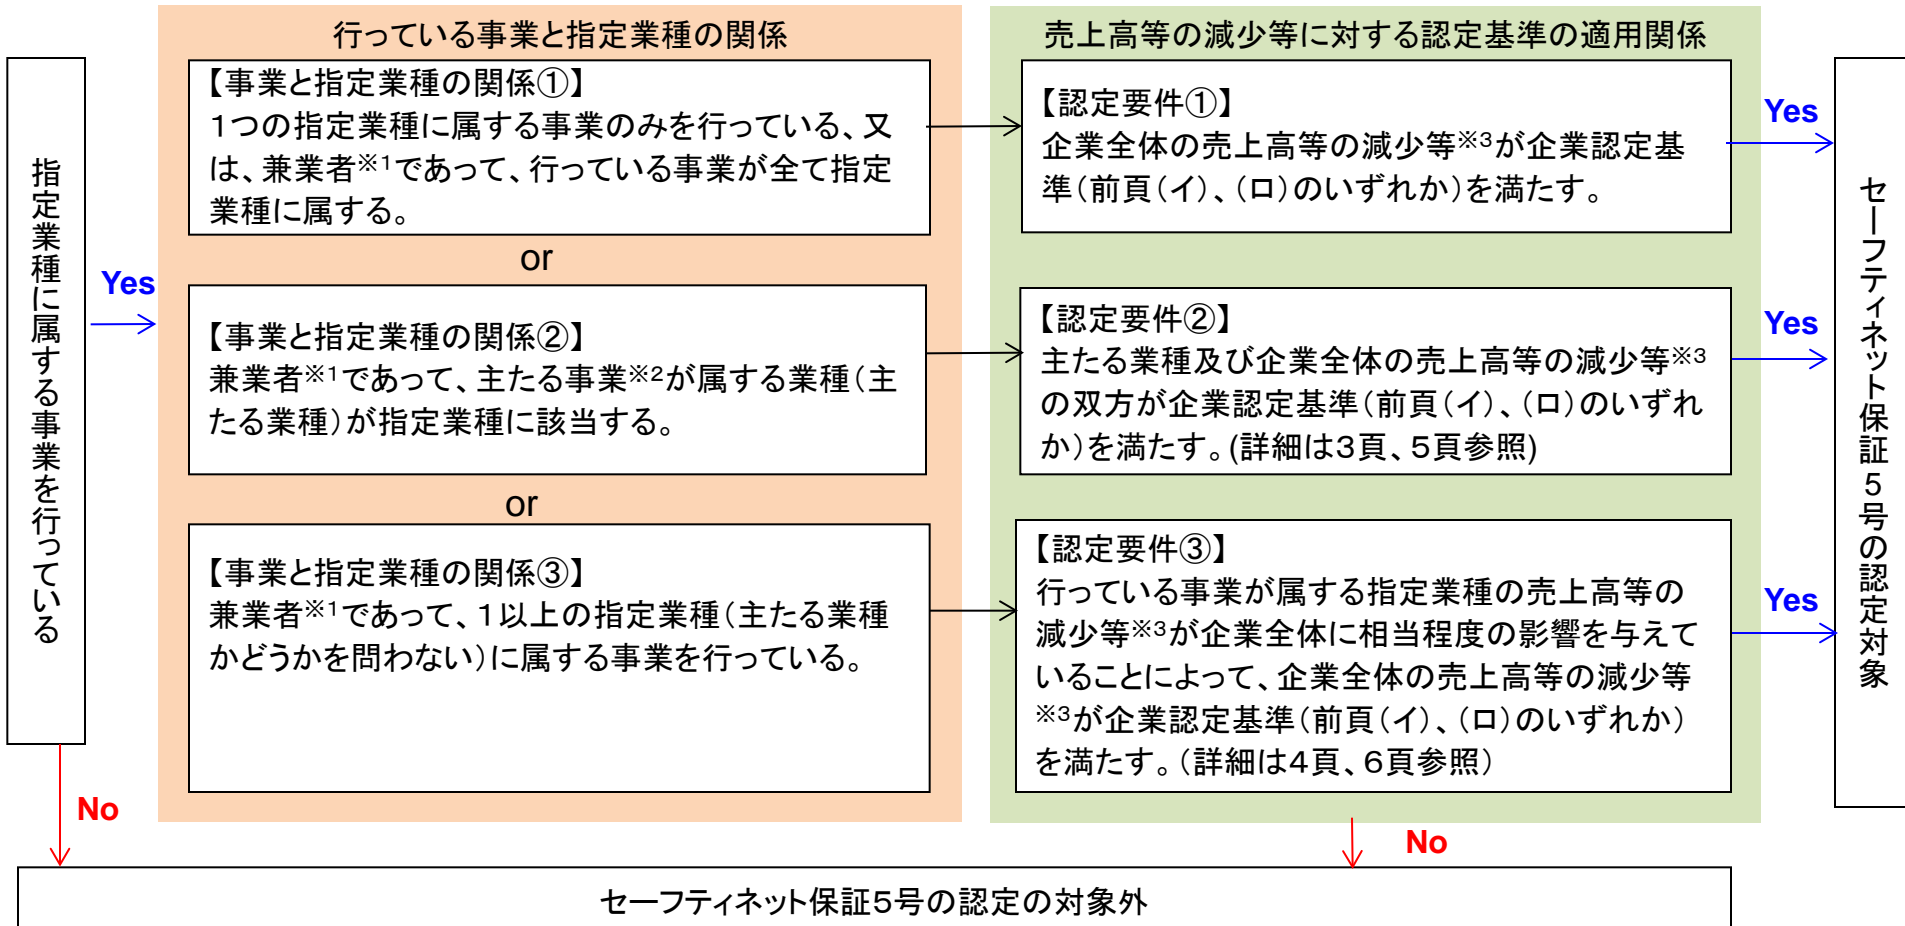 指定業種に属する事業を行っている
Yes
No
行っている事業と指定業種の関係
【事業と指定業種の関係①】
1つの指定業種に属する事業のみを行っている、又
は、兼業者※1であって、行っている事業が全て指定
業種に属する。
or
【事業と指定業種の関係②】
兼業者※1であって、主たる事業※2が属する業種（主
たる業種）が指定業種に該当する。
or
【事業と指定業種の関係③】
兼業者※1であって、1以上の指定業種（主たる業種
かどうかを問わない）に属する事業を行っている。
売上高等の減少等に対する認定基準の適用関係
【認定要件①】
企業全体の売上高等の減少等※3が企業認定基
準（前頁（イ）、（ロ）のいずれか）を満たす。
Yes
【認定要件②】
主たる業種及び企業全体の売上高等の減少等※3
の双方が企業認定基準（前頁（イ）、（ロ）のいずれ
か）を満たす。(詳細は3頁、5頁参照)
Yes
【認定要件③】
行っている事業が属する指定業種の売上高等の
減少等※3が企業全体に相当程度の影響を与えて
いることによって、企業全体の売上高等の減少等
※3が企業認定基準（前頁（イ）、（ロ）のいずれか）
を満たす。（詳細は4頁、6頁参照）
Yes
No
セーフティネット保証5号の認定対象
セーフティネット保証5号の認定の対象外